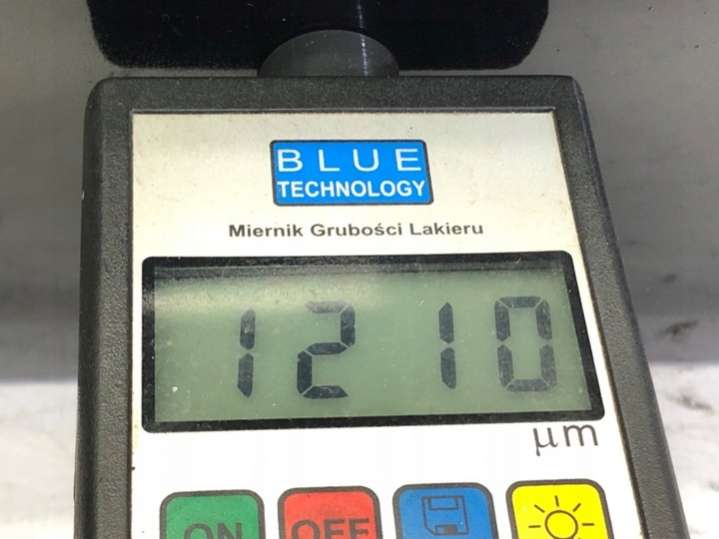 BLUE
TECHNOLOGY
Miernik Grubości Lakieru
1210
μm
ON OFF